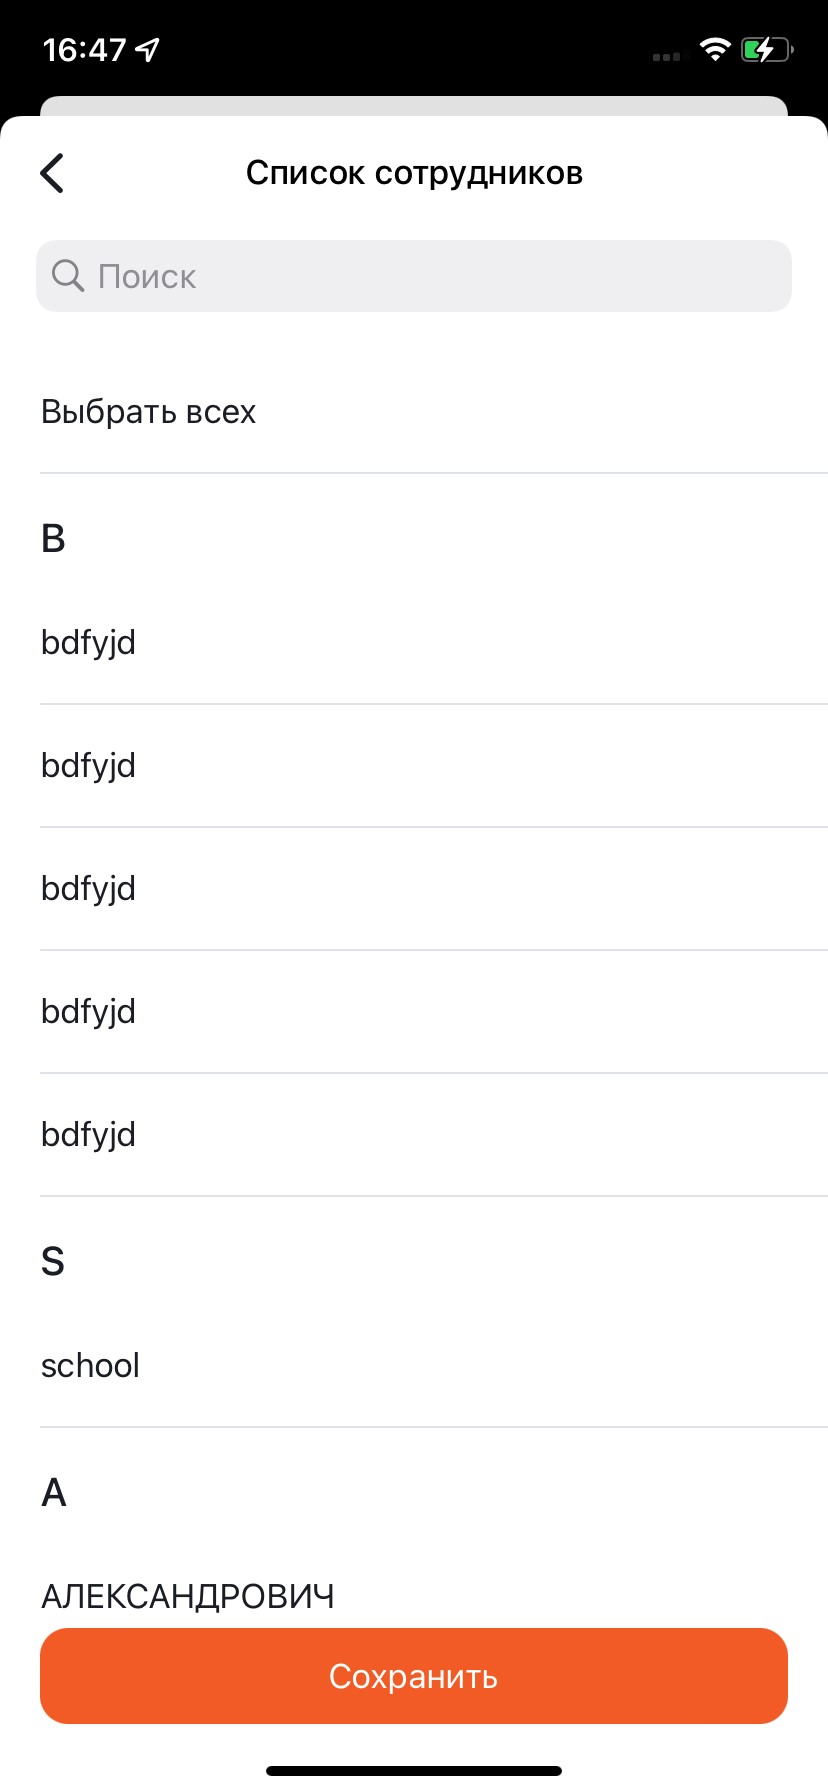 16:47
Список сотрудников
Поиск
Выбрать всех
B
bdfyjd
bdfyjd
bdfyjd
bdfyjd
bdfyjd
S
school
А
АЛЕКСАНДРОВИЧ
Сохранить